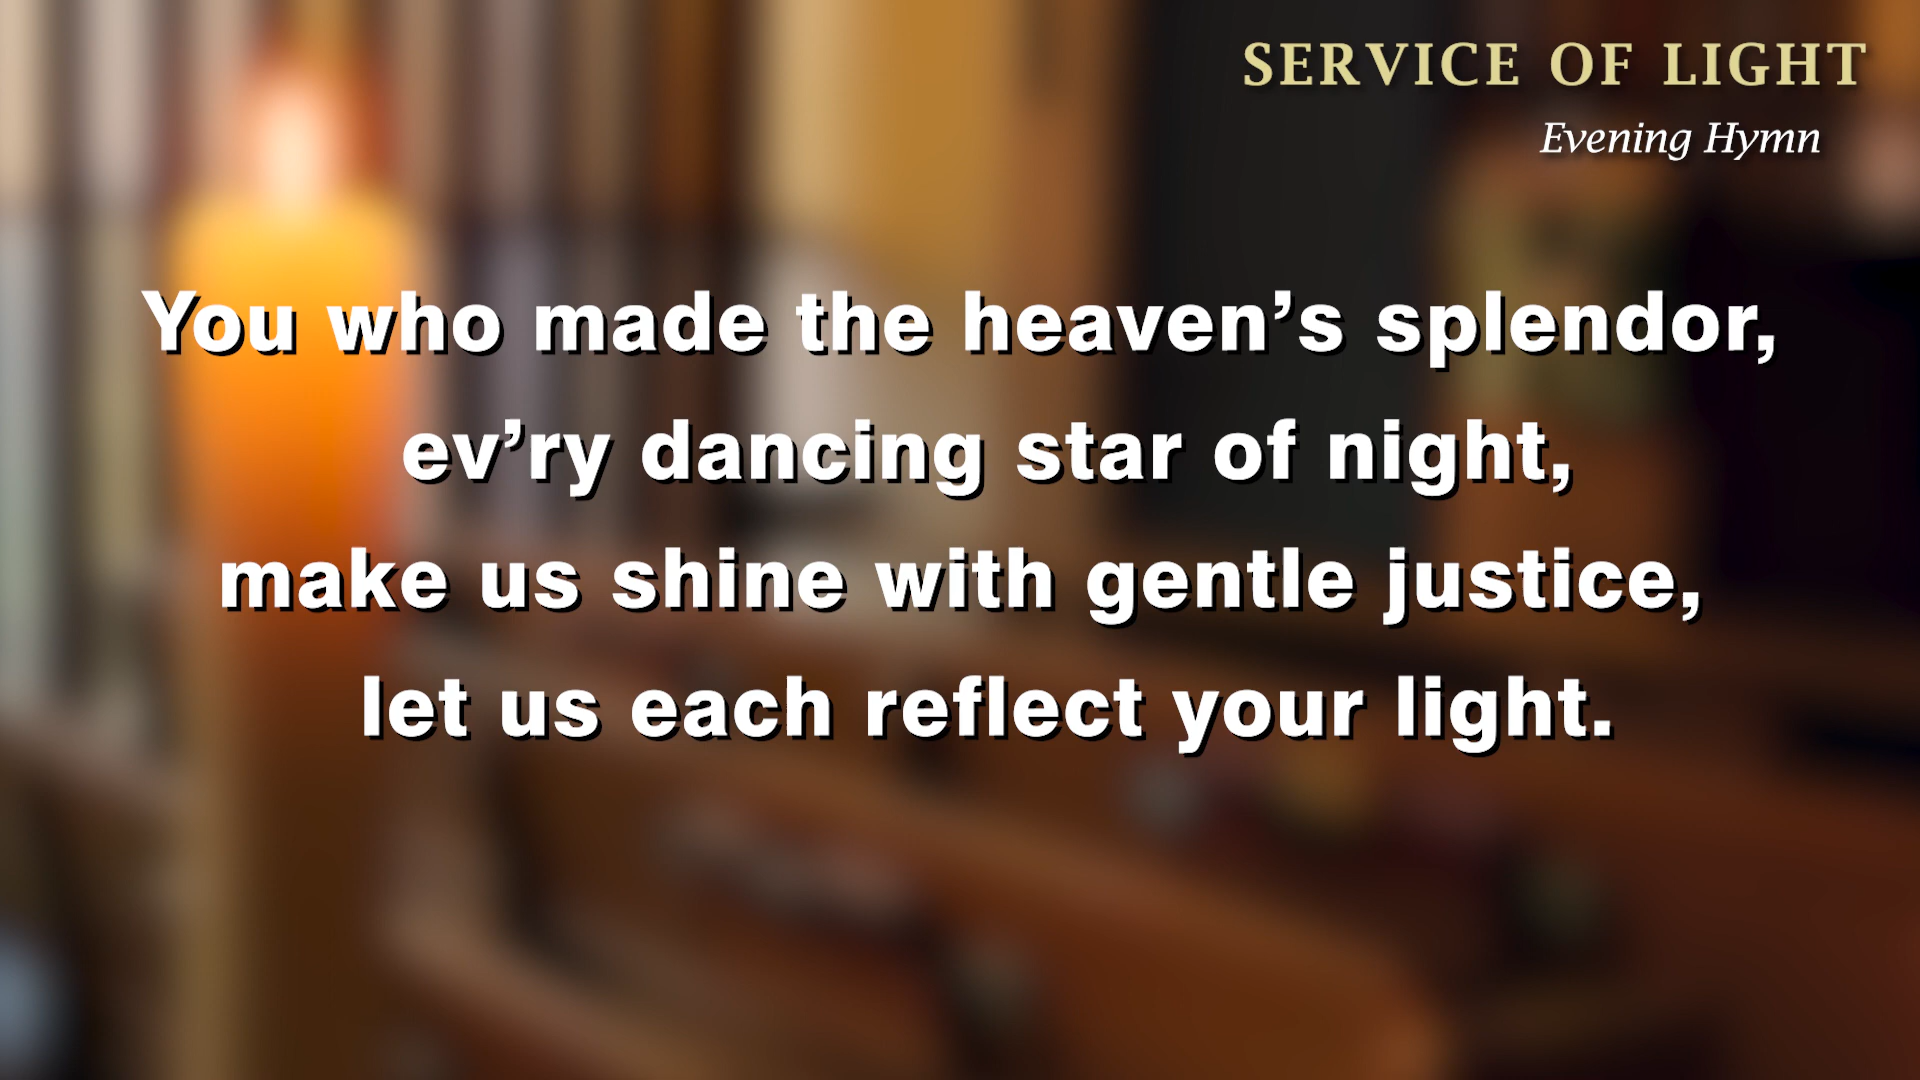 SERVICE OF LIGHT
Evening Hymn
You who made the heaven’s splendor,
ev’ry dancing star of night,
make us shine with gentle justice,
let us each reflect your light.